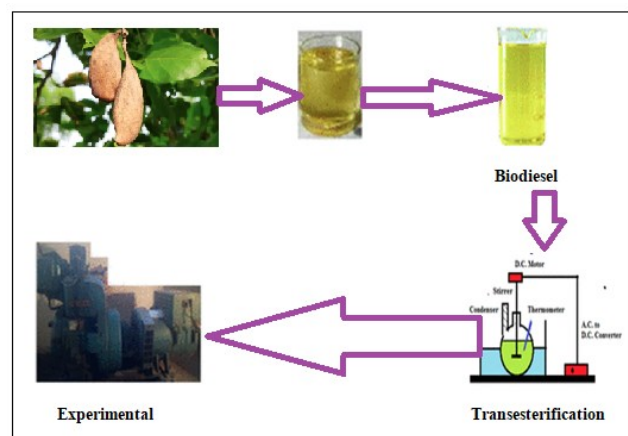 Biodiesel
D.C. Motor
Stirrer
Condenser
Thermometer
A.C. to
D.C. Converter
Experimental
Transesterification